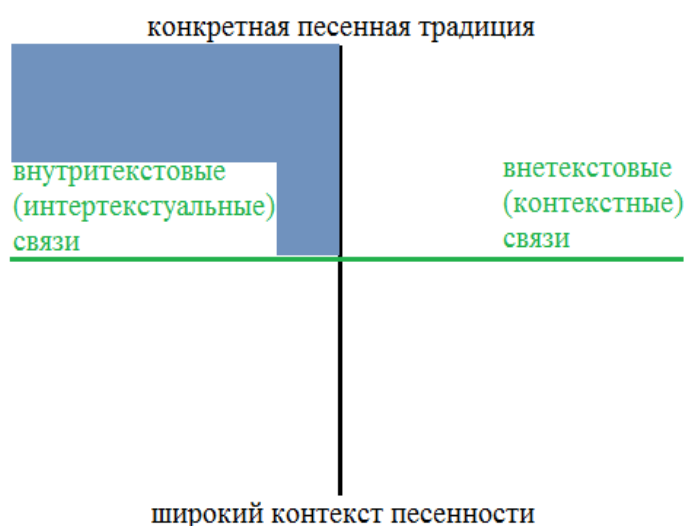 конкретная песенная традиция
внутритекстовые
(интертекстуальные)
связи
внетекстовые
(контекстные)
связи
широкий контекст песенности